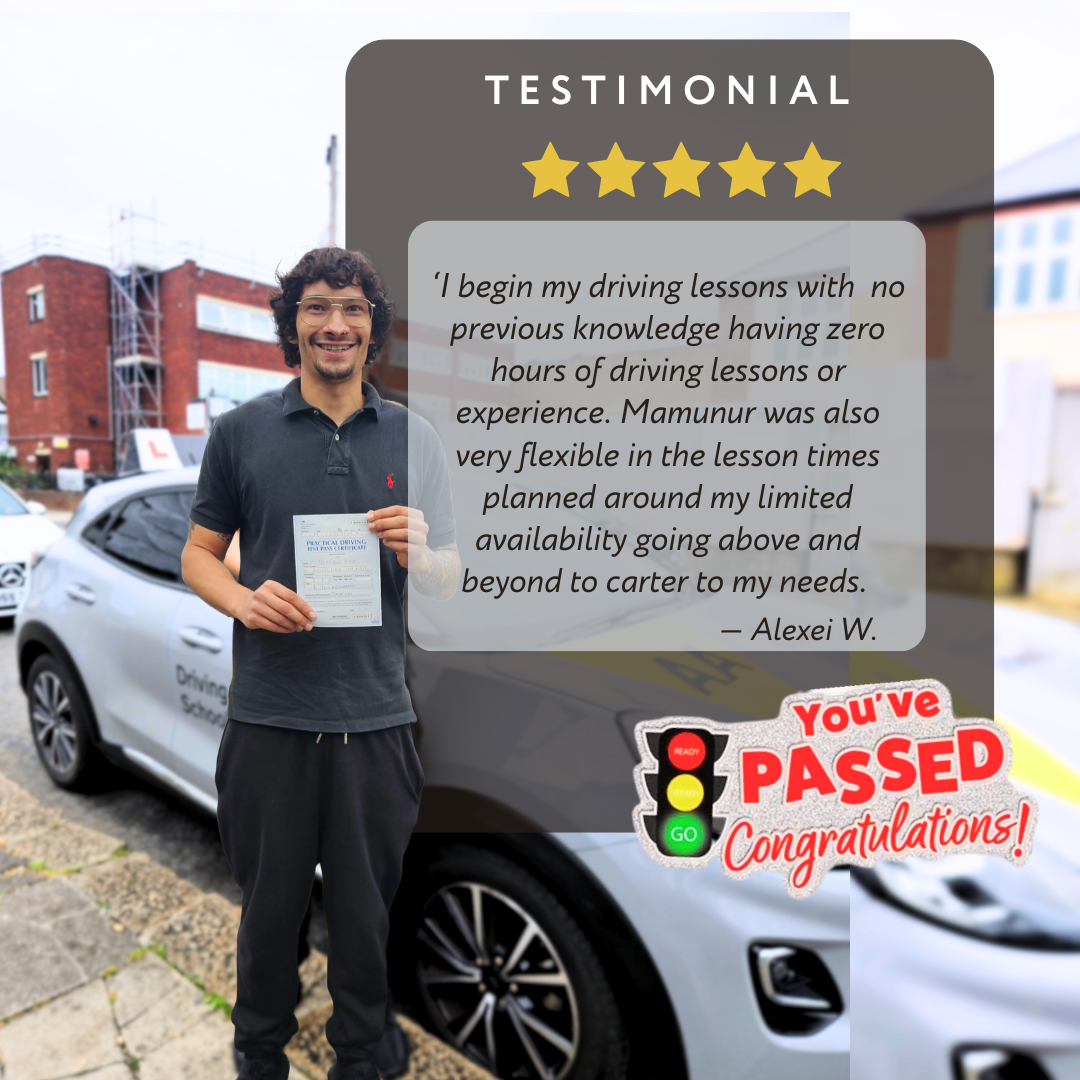 TESTIMONIAL
‘I begin my driving lessons with no
previous knowledge having zero
hours of driving lessons or
experience. Mamunur was also
very flexible in the lesson times
planned around my limited
availability going above and
beyond to carter to my needs.
– Alexei W.
L
PRACTICAL DRIVING
TEST PASS CERTIFICATE
Driving
School
AA
You've
PASSED
Congratulations!
READY
GO